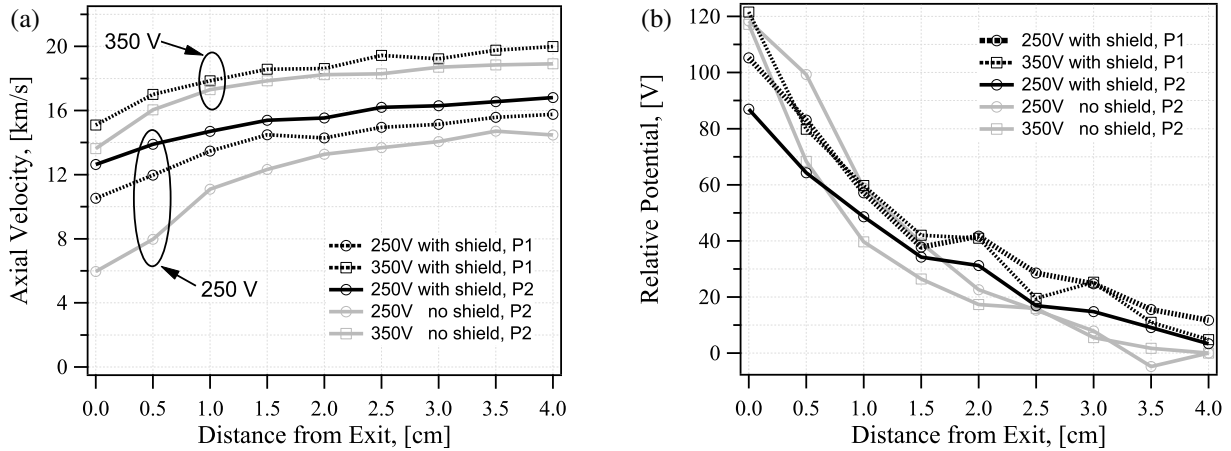 (a)
350 V
250 V
Axial Velocity, [km/s]
20
16
12
8
4
0
250V with shield, P1
350V with shield, P1
250V with shield, P2
250V no shield, P2
350V no shield, P2
0.0 0.5 1.0 1.5 2.0 2.5 3.0 3.5 4.0
Distance from Exit, [cm]
(b)
Relative Potential, [V]
120
100
80
60
40
20
0
250V with shield, P1
350V with shield, P1
250V with shield, P2
250V no shield, P2
350V no shield, P2
0.0 0.5 1.0 1.5 2.0 2.5 3.0 3.5 4.0
Distance from Exit, [cm]